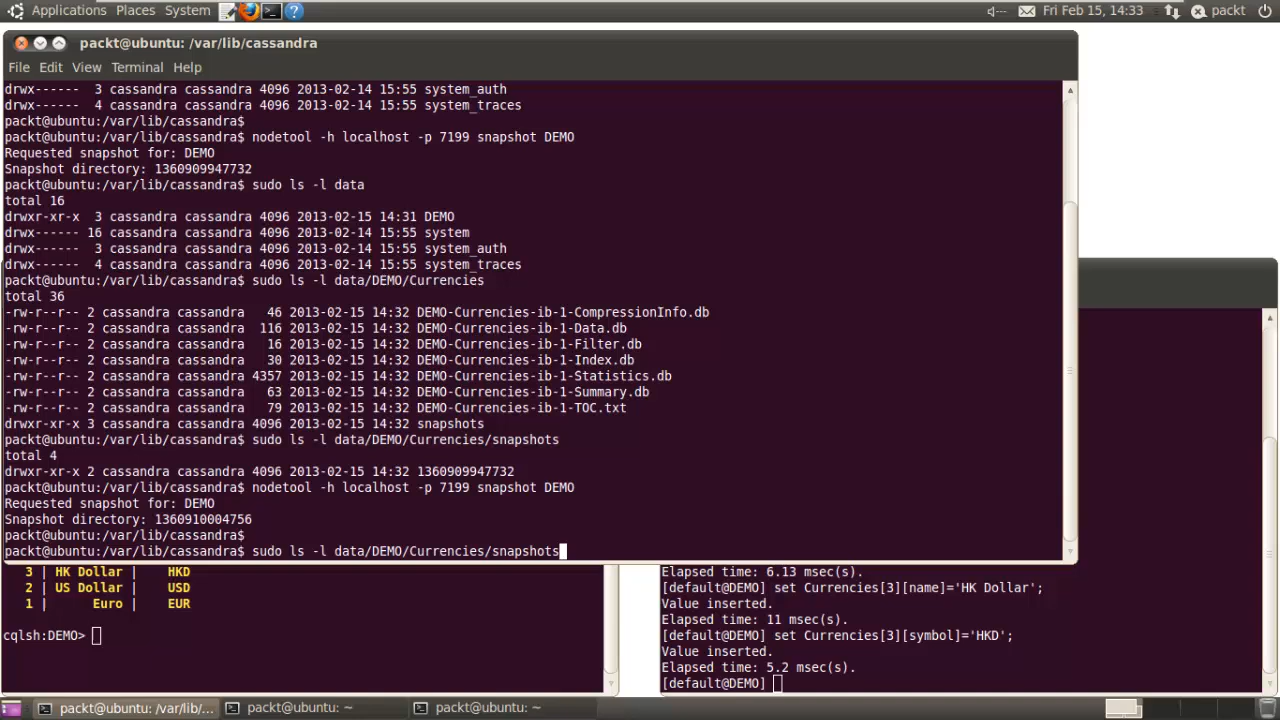 Applications Places System
Fri Feb 15, 14:33 packt
packt@ubuntu: /var/lib/cassandra
File Edit View Terminal Help
drwx------  3 cassandra cassandra 4096 2013-02-14 15:55 system_auth
drwx------  4 cassandra cassandra 4096 2013-02-14 15:55 system_traces
packt@ubuntu:/var/lib/cassandra$
packt@ubuntu:/var/lib/cassandra$ nodetool -h localhost -p 7199 snapshot DEMO
Requested snapshot for: DEMO
Snapshot directory: 1360909947732
packt@ubuntu:/var/lib/cassandra$ sudo ls -l data
total 16
drwxr-xr-x  3 cassandra cassandra 4096 2013-02-15 14:31 DEMO
drwx------ 16 cassandra cassandra 4096 2013-02-14 15:55 system
drwx------  3 cassandra cassandra 4096 2013-02-14 15:55 system_auth
drwx------  4 cassandra cassandra 4096 2013-02-14 15:55 system_traces
packt@ubuntu:/var/lib/cassandra$ sudo ls -l data/DEMO/Currencies
total 36
-rw-r--r-- 2 cassandra cassandra   46 2013-02-15 14:32 DEMO-Currencies-ib-1-CompressionInfo.db
-rw-r--r-- 2 cassandra cassandra  116 2013-02-15 14:32 DEMO-Currencies-ib-1-Data.db
-rw-r--r-- 2 cassandra cassandra   16 2013-02-15 14:32 DEMO-Currencies-ib-1-Filter.db
-rw-r--r-- 2 cassandra cassandra   30 2013-02-15 14:32 DEMO-Currencies-ib-1-Index.db
-rw-r--r-- 2 cassandra cassandra 4357 2013-02-15 14:32 DEMO-Currencies-ib-1-Statistics.db
-rw-r--r-- 2 cassandra cassandra   63 2013-02-15 14:32 DEMO-Currencies-ib-1-Summary.db
-rw-r--r-- 2 cassandra cassandra   79 2013-02-15 14:32 DEMO-Currencies-ib-1-TOC.txt
drwxr-xr-x 3 cassandra cassandra 4096 2013-02-15 14:32 snapshots
packt@ubuntu:/var/lib/cassandra$ sudo ls -l data/DEMO/Currencies/snapshots
total 4
drwxr-xr-x 2 cassandra cassandra 4096 2013-02-15 14:32 1360909947732
packt@ubuntu:/var/lib/cassandra$ nodetool -h localhost -p 7199 snapshot DEMO
Requested snapshot for: DEMO
Snapshot directory: 1360910004756
packt@ubuntu:/var/lib/cassandra$
packt@ubuntu:/var/lib/cassandra$ sudo ls -l data/DEMO/Currencies/snapshots
3 | HK Dollar |    HKD
2 | US Dollar |    USD
1 |      Euro |    EUR
cqlsh:DEMO>
Elapsed time: 6.13 msec(s).
[default@DEMO] set Currencies[3][name]='HK Dollar';
Value inserted.
Elapsed time: 11 msec(s).
[default@DEMO] set Currencies[3][symbol]='HKD';
Value inserted.
Elapsed time: 5.2 msec(s).
[default@DEMO]
packt@ubuntu: /var/lib/...
packt@ubuntu: ~
packt@ubuntu: ~